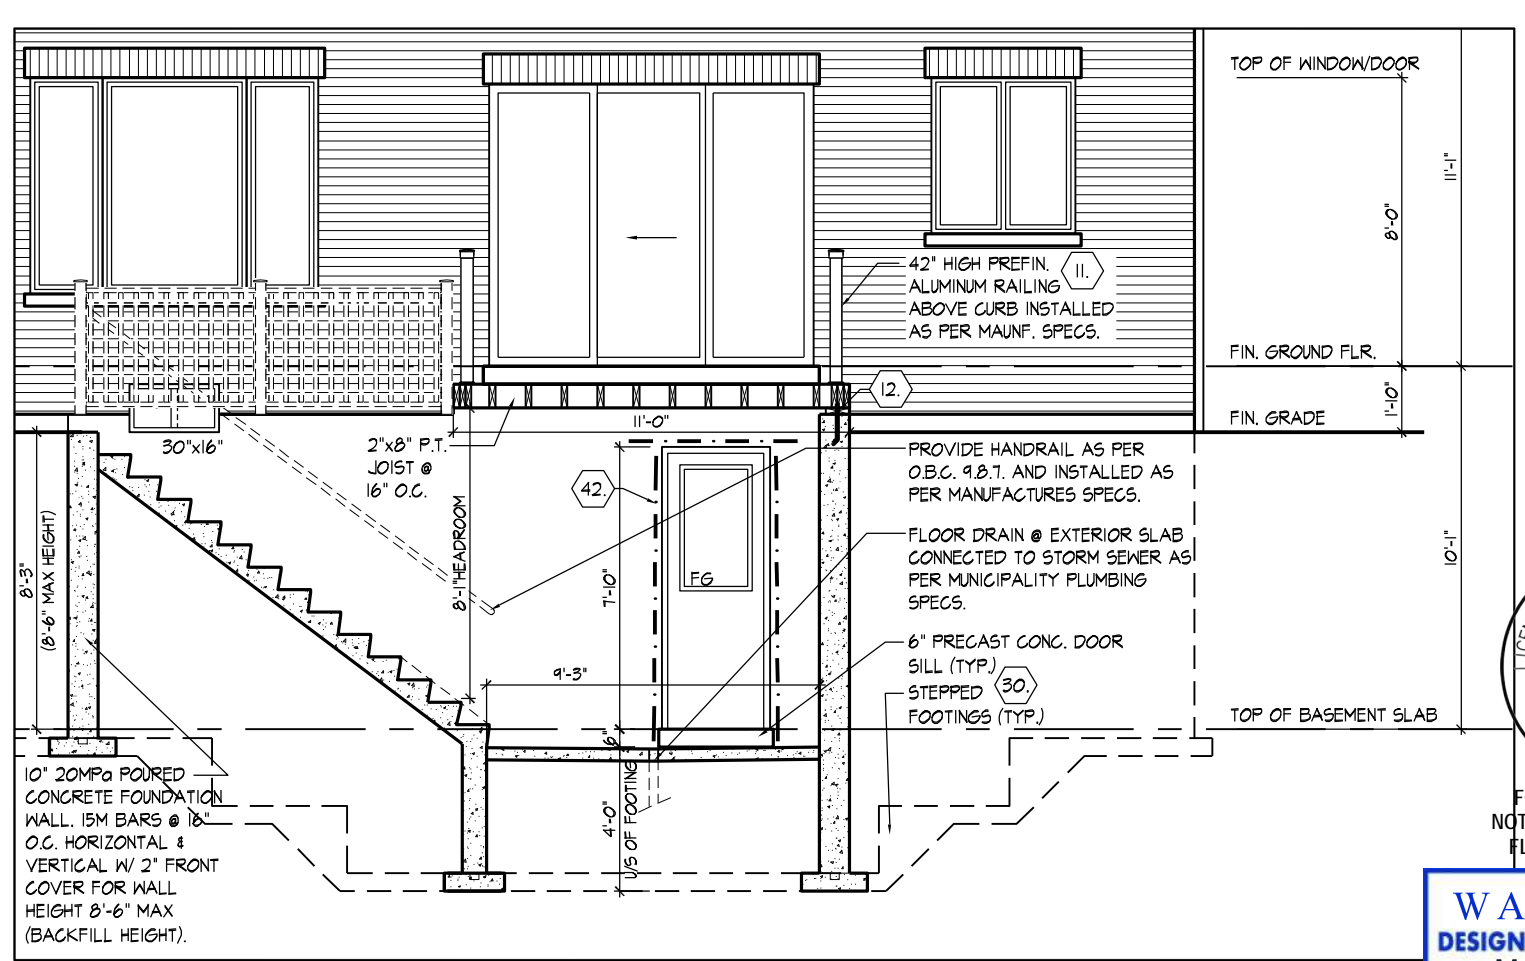 TOP OF WINDOW/DOOR
11'-1"
8'-0"
42" HIGH PREFIN.
ALUMINUM RAILING
ABOVE CURB INSTALLED
AS PER MAUNF. SPECS.
11.
FIN. GROUND FLR.
1'-10"
FIN. GRADE
12.
11'-0"
30"x16"
2"x8" P.T.
JOIST @
16" O.C.
42.
PROVIDE HANDRAIL AS PER
O.B.C. 9.8.7. AND INSTALLED AS
PER MANUFACTURES SPECS.
8'-3"
(8'-6" MAX HEIGHT)
8'-1" HEADROOM
7'-10"
FG
FLOOR DRAIN @ EXTERIOR SLAB
CONNECTED TO STORM SEWER AS
PER MUNICIPALITY PLUMBING
SPECS.
10'-1"
6" PRECAST CONC. DOOR
SILL (TYP.)
9'-3"
STEPPED
FOOTINGS (TYP.)
30.
TOP OF BASEMENT SLAB
6"
4'-0"
U/S OF FOOTING
10" 20MPa POURED
CONCRETE FOUNDATION
WALL. 15M BARS @ 16"
O.C. HORIZONTAL &
VERTICAL W/ 2" FRONT
COVER FOR WALL
HEIGHT 8'-6" MAX
(BACKFILL HEIGHT).
LICEN
F
NOT
FL
WA
DESIGN